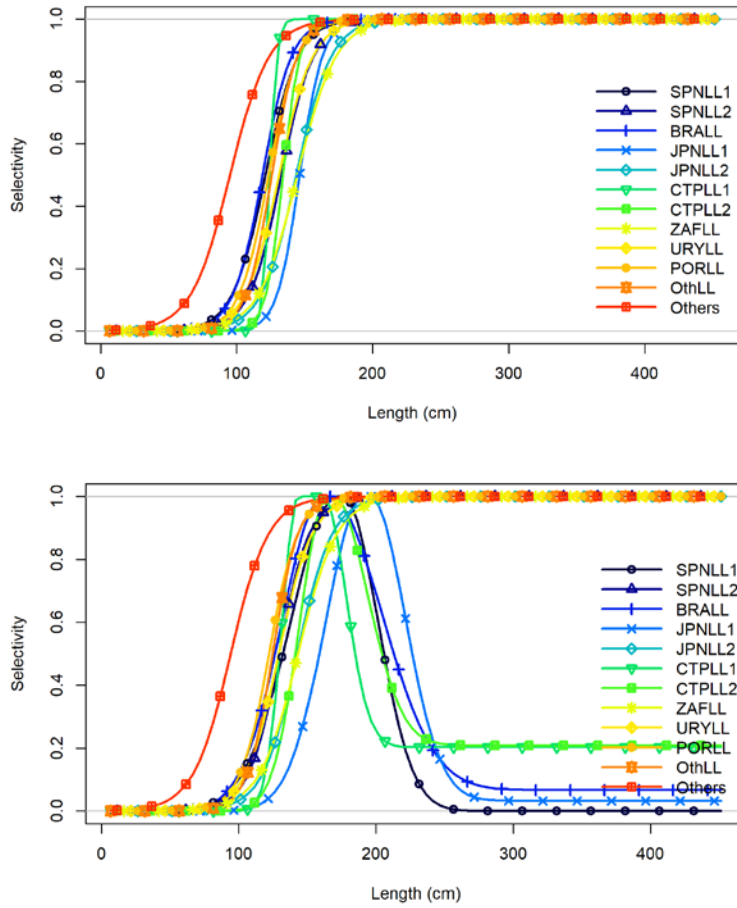 1.0
0.8
0.6
0.4
0.2
0.0
Selectivity
SPNLL1
SPNLL2
BRALL
JPNLL1
JPNLL2
CTPLL1
CTPLL2
ZAFLL
URYLL
PORLL
OthLL
Others
0 100 200 300 400
Length (cm)
1.0
0.8
0.6
0.4
0.2
0.0
Selectivity
SPNLL1
SPNLL2
BRALL
JPNLL1
JPNLL2
CTPLL1
CTPLL2
ZAFLL
URYLL
PORLL
OthLL
Others
0 100 200 300 400
Length (cm)